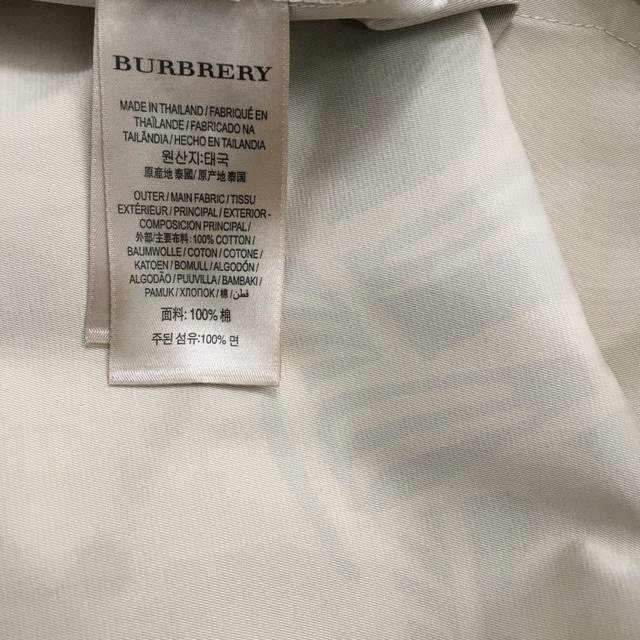 BURBRERY
MADE IN THAILAND / FABRIQUÉ EN
THAÏLANDE / FABRICADO NA
TAILÂNDIA / HECHO EN TAILANDIA
원산지:태국
原産地 泰國/ 原产地 泰国
OUTER / MAIN FABRIC / TISSU
EXTÉRIEUR / PRINCIPAL / EXTERIOR -
COMPOSICION PRINCIPAL /
外部/主要布料: 100% COTTON /
BAUMWOLLE / COTON / COTONE /
KATOEN / BOMULL / ALGODÓN /
ALGODÃO / PUUVILLA / BAMBAKI /
PAMUK / ХЛОПОК / 棉 / قطن /
面料: 100% 棉
주된 섬유:100% 면